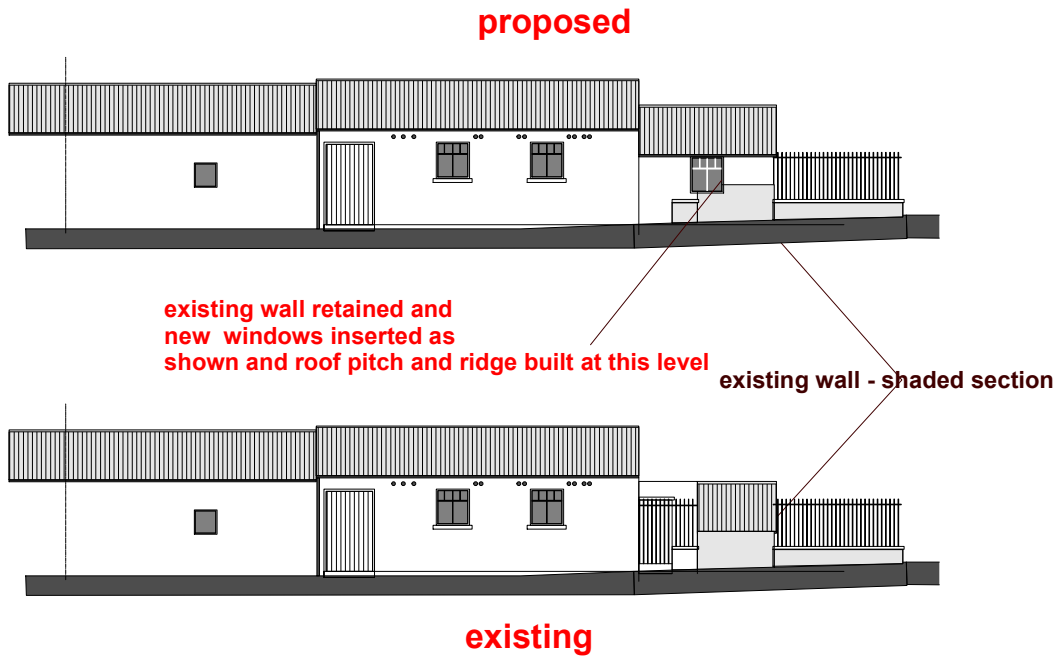 proposed
existing wall retained and
new windows inserted as
shown and roof pitch and ridge built at this level
existing wall - shaded section
existing